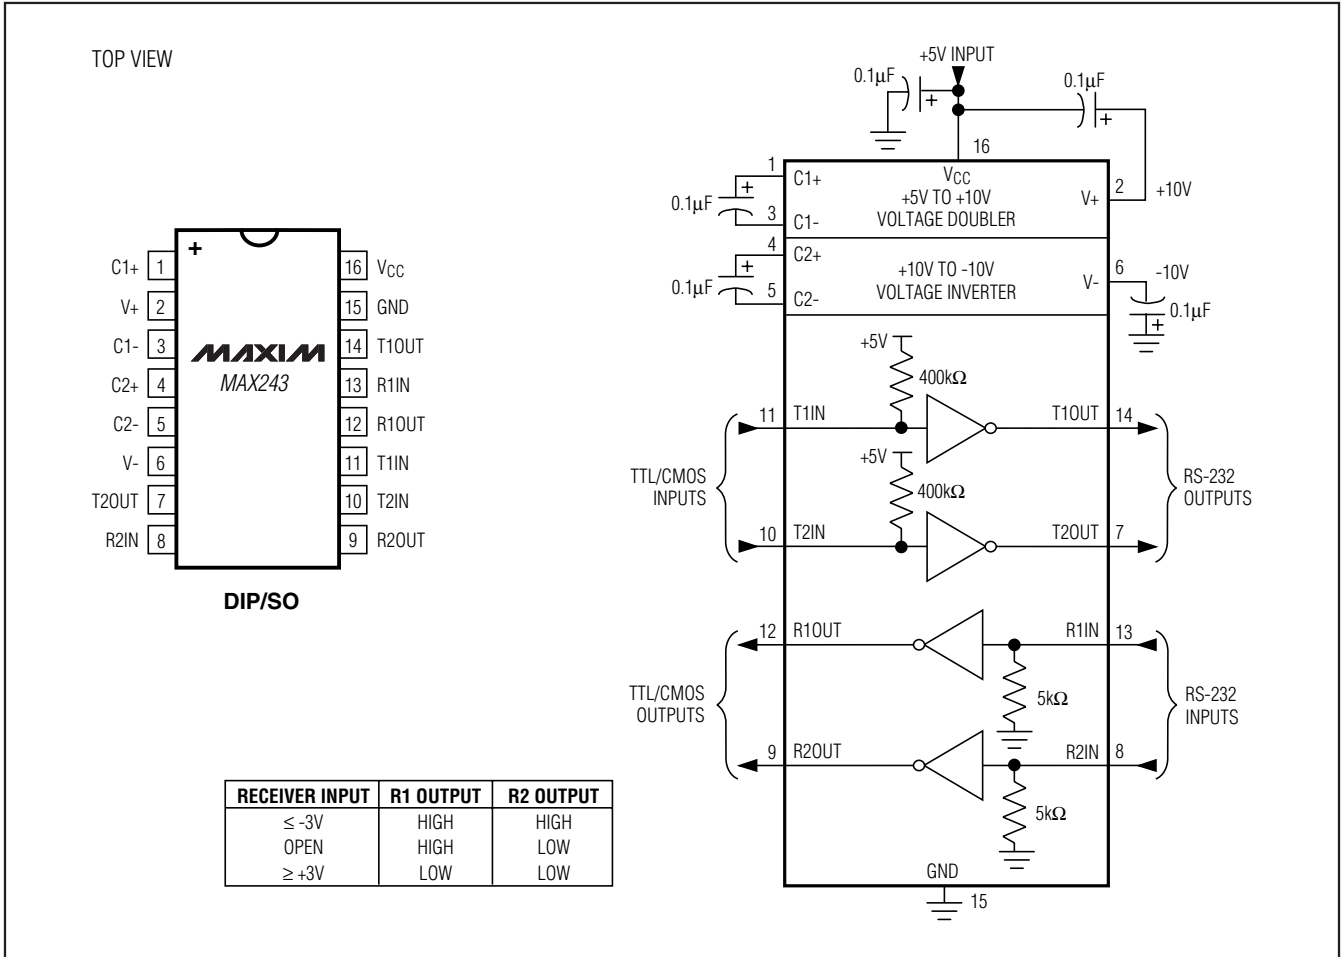 TOP VIEW
+
MAXIM
MAX243
C1+ 1
V+ 2
C1- 3
C2+ 4
C2- 5
V- 6
T2OUT 7
R2IN 8
16 VCC
15 GND
14 T1OUT
13 R1IN
12 R1OUT
11 T1IN
10 T2IN
9 R2OUT
DIP/SO
RECEIVER INPUT R1 OUTPUT R2 OUTPUT
≤ -3V HIGH HIGH
OPEN HIGH LOW
≥ +3V LOW LOW
+5V INPUT
0.1µF
+
0.1µF
+
16
VCC
+5V TO +10V
VOLTAGE DOUBLER
1
C1+
+
0.1µF
3
C1-
V+
2
+10V
4
C2+
+
0.1µF
5
C2-
+10V TO -10V
VOLTAGE INVERTER
V-
6
-10V
0.1µF
+
+5V
400kΩ
11 T1IN
T1OUT 14
+5V
400kΩ
TTL/CMOS
INPUTS
RS-232
OUTPUTS
10 T2IN
T2OUT 7
12 R1OUT
R1IN 13
5kΩ
TTL/CMOS
OUTPUTS
RS-232
INPUTS
9 R2OUT
R2IN 8
5kΩ
GND
15